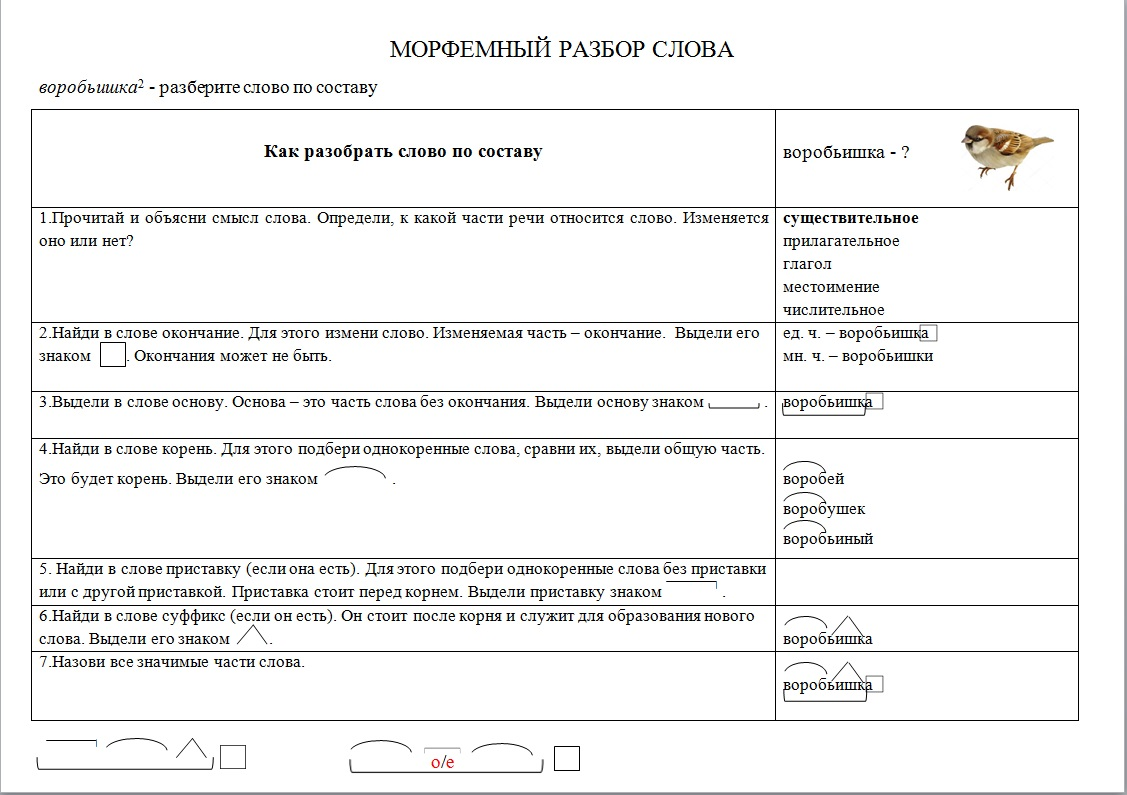 МОРФЕМНЫЙ РАЗБОР СЛОВА
воробьишка² - разберите слово по составу
Как разобрать слово по составу
воробьишка - ?
1.Прочитай и объясни смысл слова. Определи, к какой части речи относится слово. Изменяется
оно или нет?
существительное
прилагательное
глагол
местоимение
числительное
2.Найди в слове окончание. Для этого измени слово. Изменяемая часть – окончание. Выдели его
знаком . Окончания может не быть.
ед. ч. – воробьишка
мн. ч. – воробьишки
3.Выдели в слове основу. Основа – это часть слова без окончания. Выдели основу знаком .
воробьишка
4.Найди в слове корень. Для этого подбери однокоренные слова, сравни их, выдели общую часть.
Это будет корень. Выдели его знаком .
воробей
воробушек
воробьиный
5. Найди в слове приставку (если она есть). Для этого подбери однокоренные слова без приставки
или с другой приставкой. Приставка стоит перед корнем. Выдели приставку знаком .
6.Найди в слове суффикс (если он есть). Он стоит после корня и служит для образования нового
слова. Выдели его знаком .
воробьишка
7.Назови все значимые части слова.
воробьишка
о/е